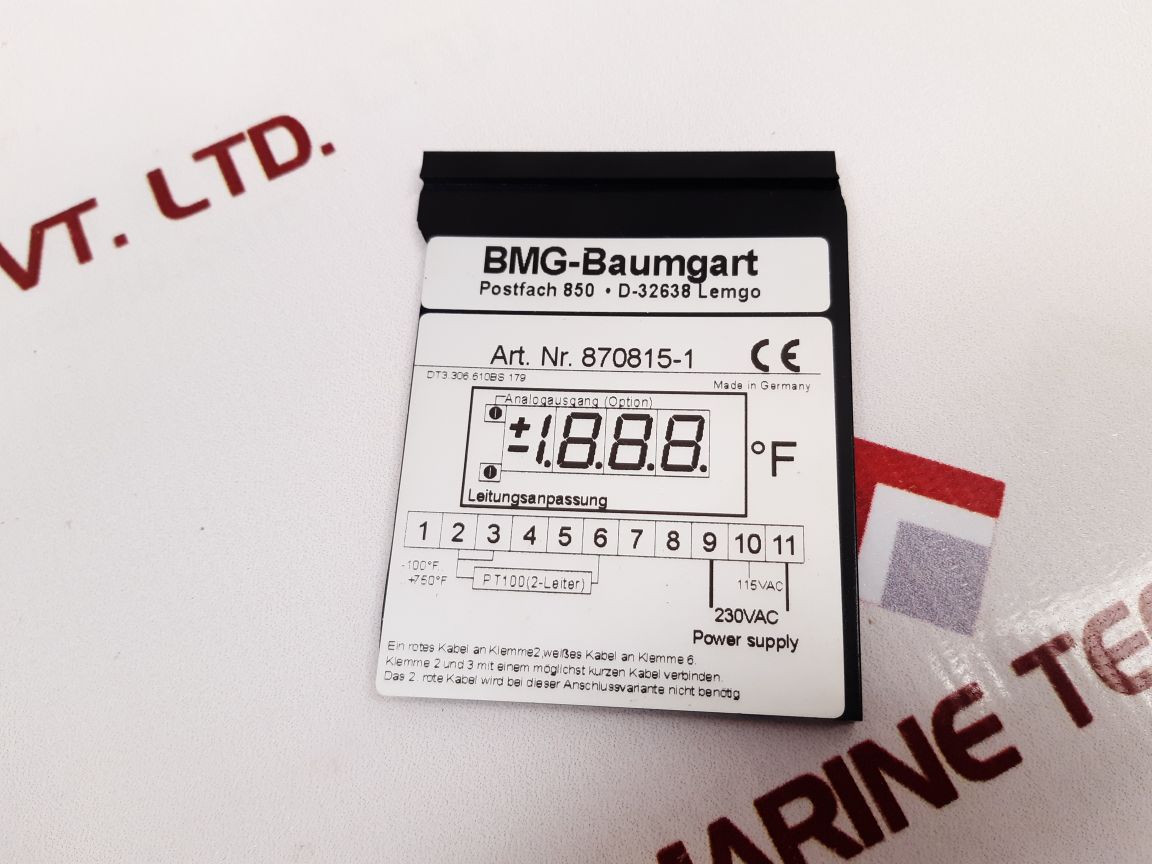 VT. LTD.
BMG-Baumgart
Postfach 850 • D-32638 Lemgo
Art. Nr. 870815-1 CE
DT3.306.610BS 179
Made in Germany
Analogausgang (Option)
±1.8.8.8. °F
Leitungsanpassung
1 2 3 4 5 6 7 8 9 10 11
-100°F
+750°F
PT100(2-Leiter)
115VAC
230VAC
Power supply
Ein rotes Kabel an Klemme2,weißes Kabel an Klemme 6.
Klemme 2 und 3 mit einem möglichst kurzen Kabel verbinden.
Das 2. rote Kabel wird bei dieser Anschlussvariante nicht benötig
ARINE TE